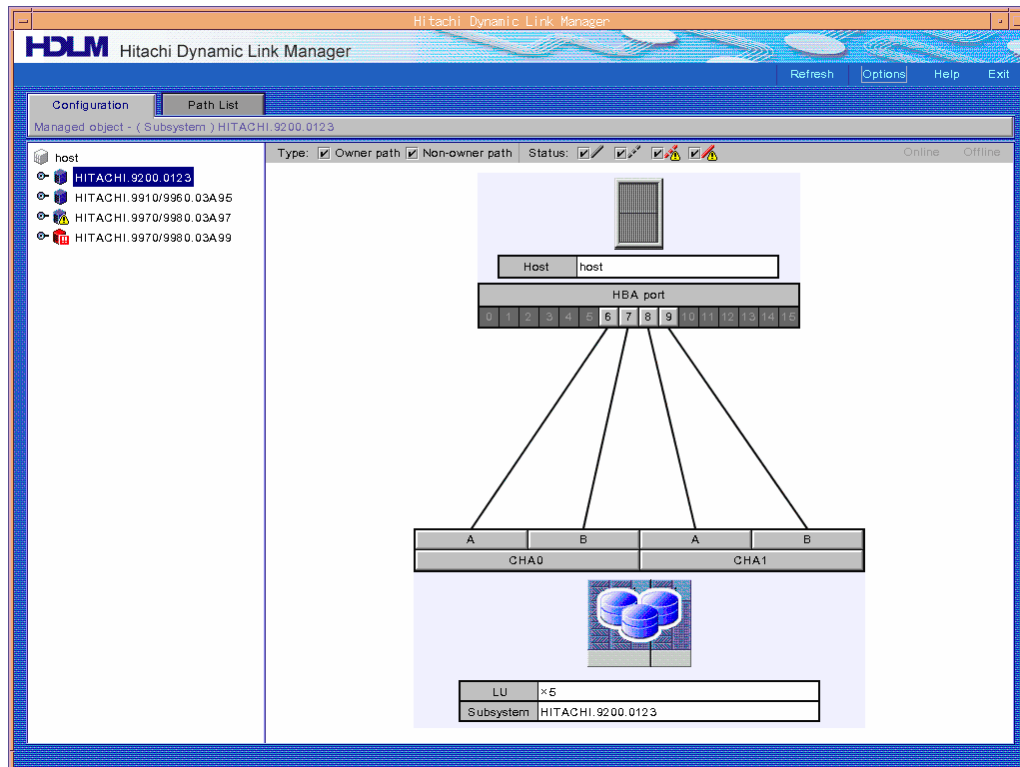 Hitachi Dynamic Link Manager
HDLM Hitachi Dynamic Link Manager
Refresh Options Help Exit
Configuration Path List
Managed object - ( Subsystem ) HITACHI.9200.0123
host
HITACHI.9200.0123
HITACHI.9910/9960.03A95
HITACHI.9970/9980.03A97
HITACHI.9970/9980.03A99
Type: Owner path Non-owner path Status: Online Offline
Host host
HBA port
0 1 2 3 4 5 6 7 8 9 10 11 12 13 14 15
A B A B
CHA0 CHA1
LU ×5
Subsystem HITACHI.9200.0123